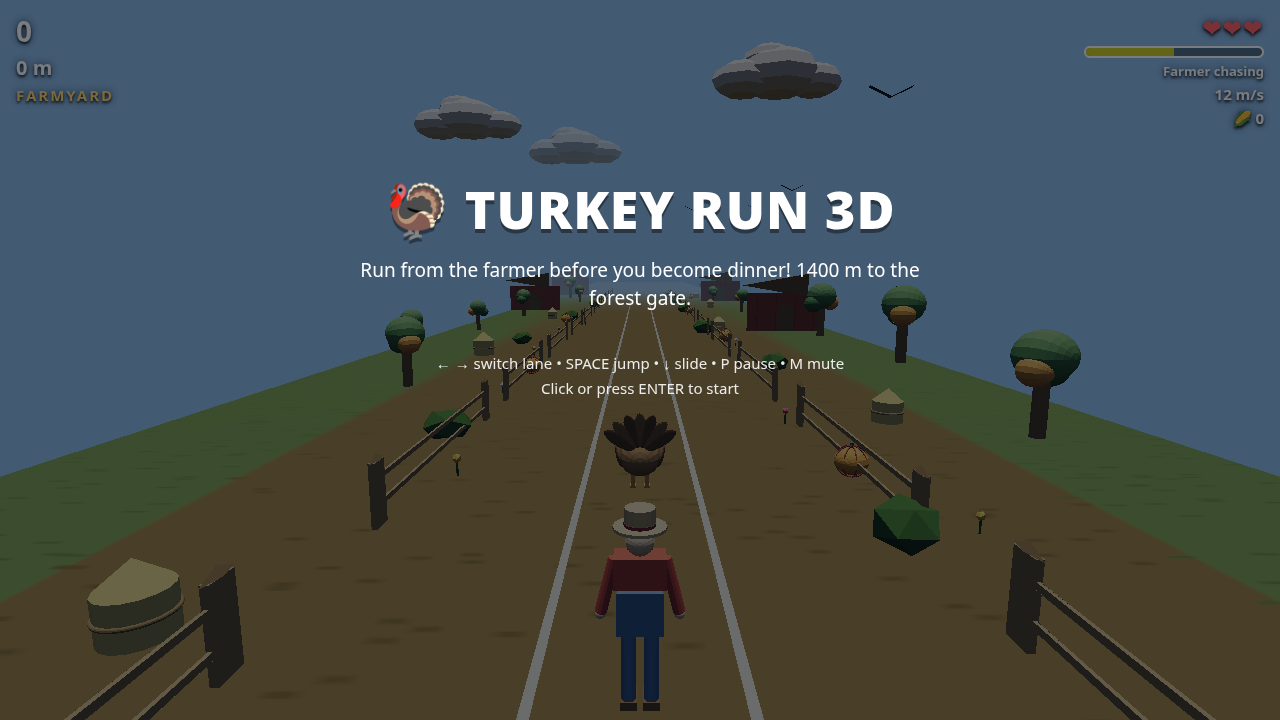 0
0 m
FARMYARD
Farmer chasing
12 m/s
0
TURKEY RUN 3D
Run from the farmer before you become dinner! 1400 m to the
forest gate.
← → switch lane • SPACE jump • ↓ slide • P pause • M mute
Click or press ENTER to start